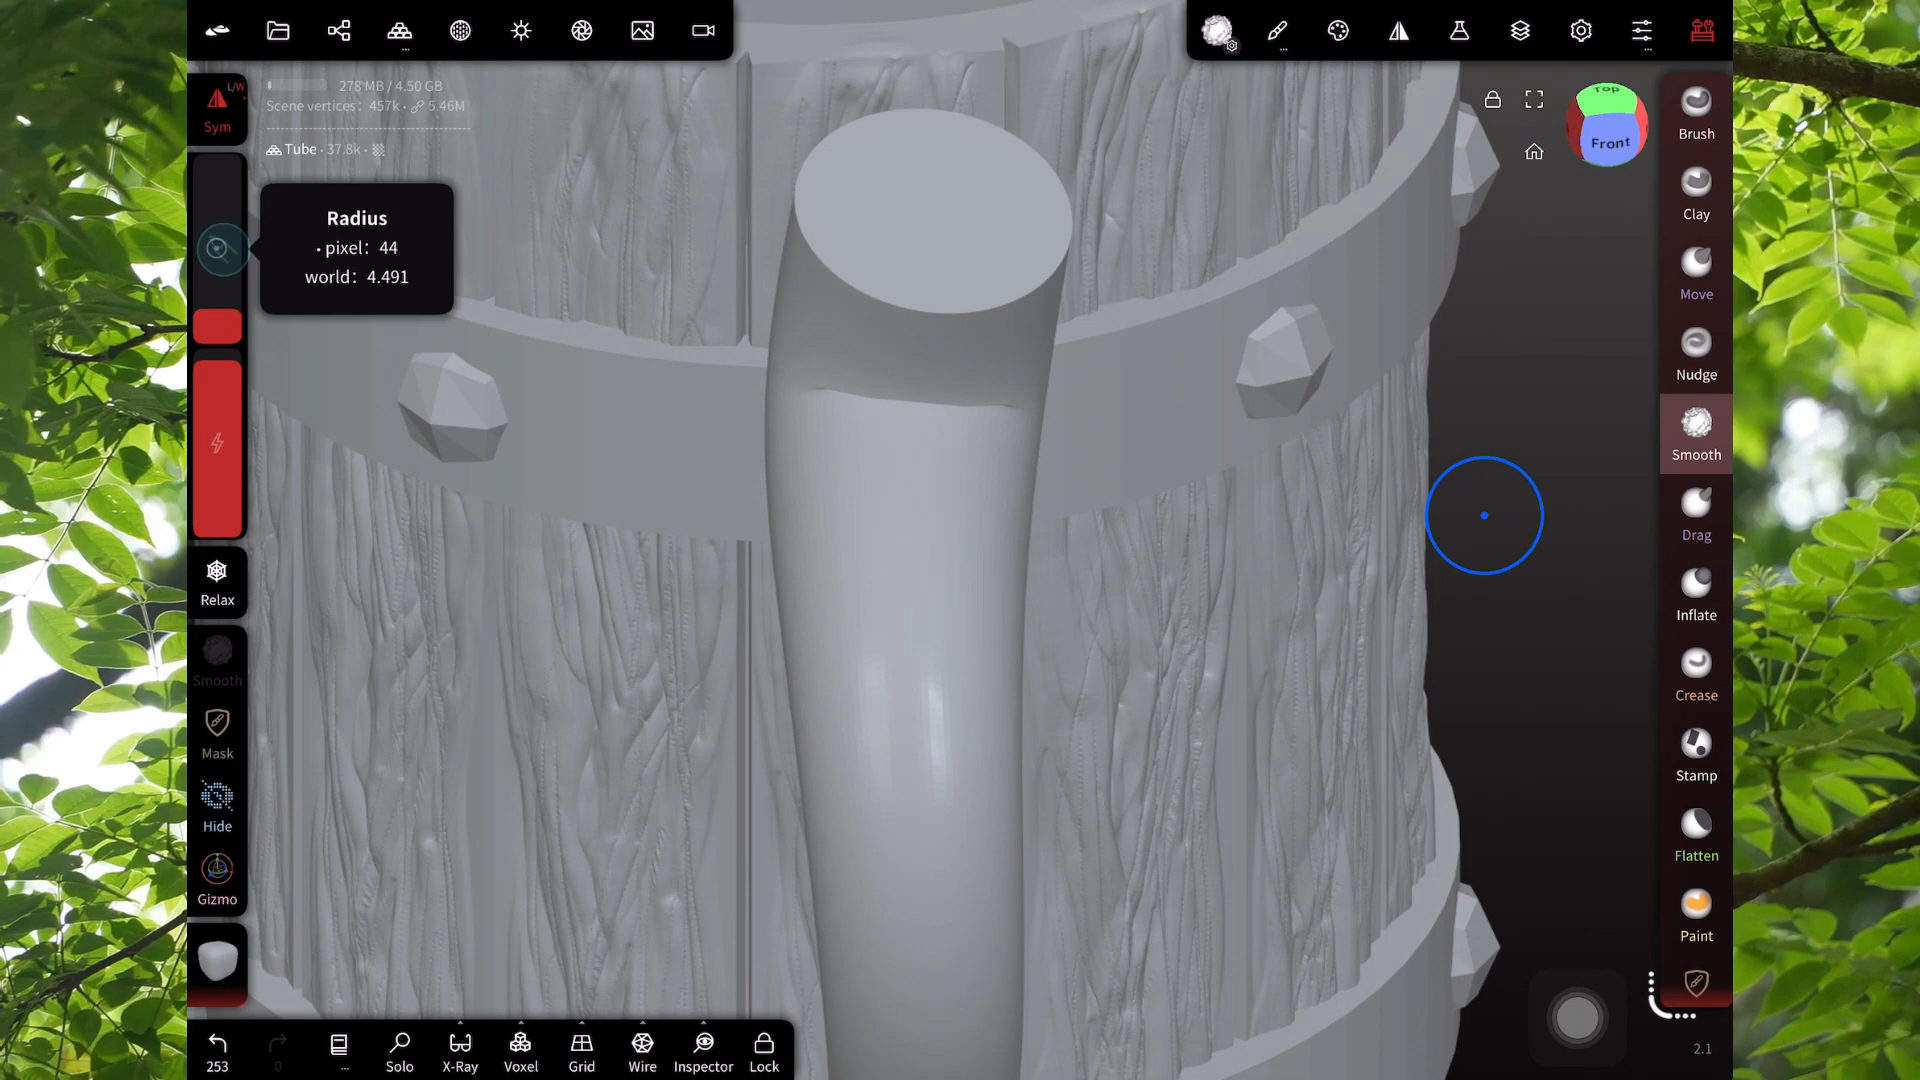 L/W
Sym
278 MB / 4.50 GB
Scene vertices: 457k • 5.46M
Tube • 37.8k •
Radius
• pixel: 44
world: 4.491
Relax
Smooth
Mask
Hide
Gizmo
Top
Front
Brush
Clay
Move
Nudge
Smooth
Drag
Inflate
Crease
Stamp
Flatten
Paint
2.1
253
0
...
Solo
X-Ray
Voxel
Grid
Wire
Inspector
Lock